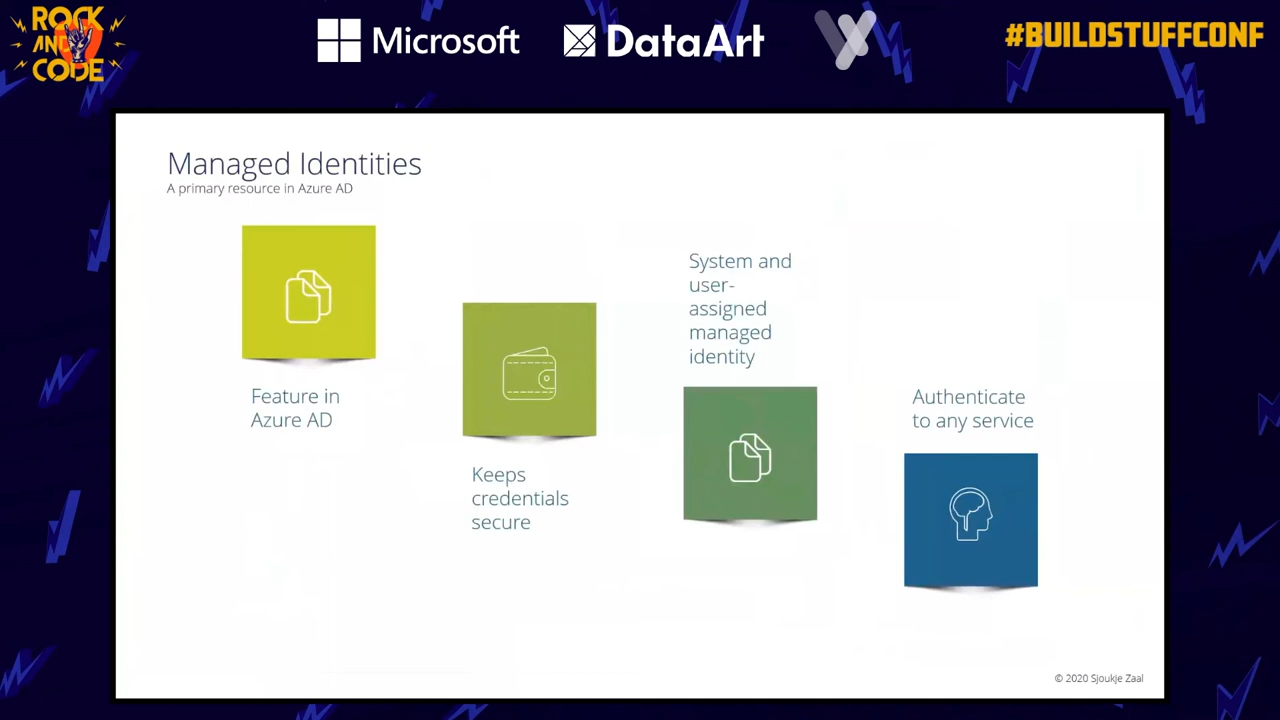 ROCK
AND
CODE
Microsoft
DataArt
#BUILDSTUFFCONF
Managed Identities
A primary resource in Azure AD
Feature in
Azure AD
Keeps
credentials
secure
System and
user-
assigned
managed
identity
Authenticate
to any service
© 2020 Sjoukje Zaal